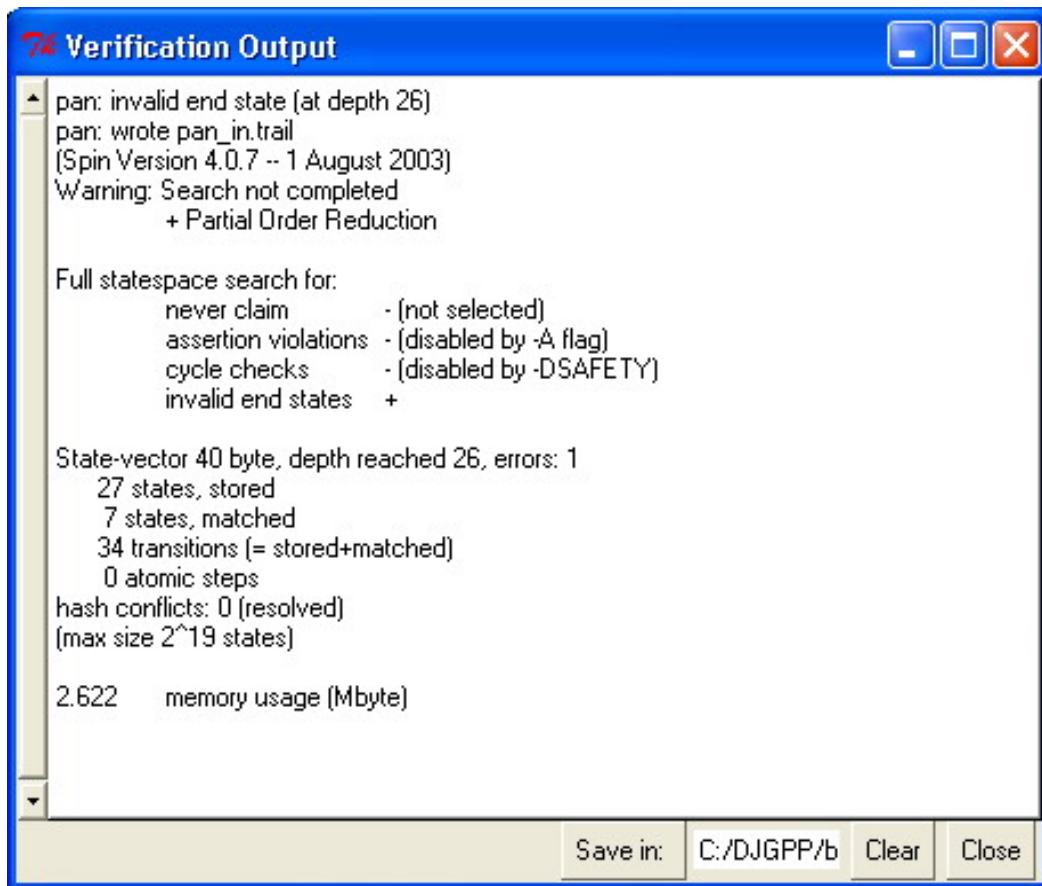 Verification Output
pan: invalid end state (at depth 26)
pan: wrote pan_in.trail
(Spin Version 4.0.7 -- 1 August 2003)
Warning: Search not completed
+ Partial Order Reduction
Full statespace search for:
never claim - (not selected)
assertion violations - (disabled by -A flag)
cycle checks - (disabled by -DSAFETY)
invalid end states +
State-vector 40 byte, depth reached 26, errors: 1
27 states, stored
7 states, matched
34 transitions (= stored+matched)
0 atomic steps
hash conflicts: 0 (resolved)
(max size 2^19 states)
2.622 memory usage (Mbyte)
Save in: C:/DJGPP/b Clear Close